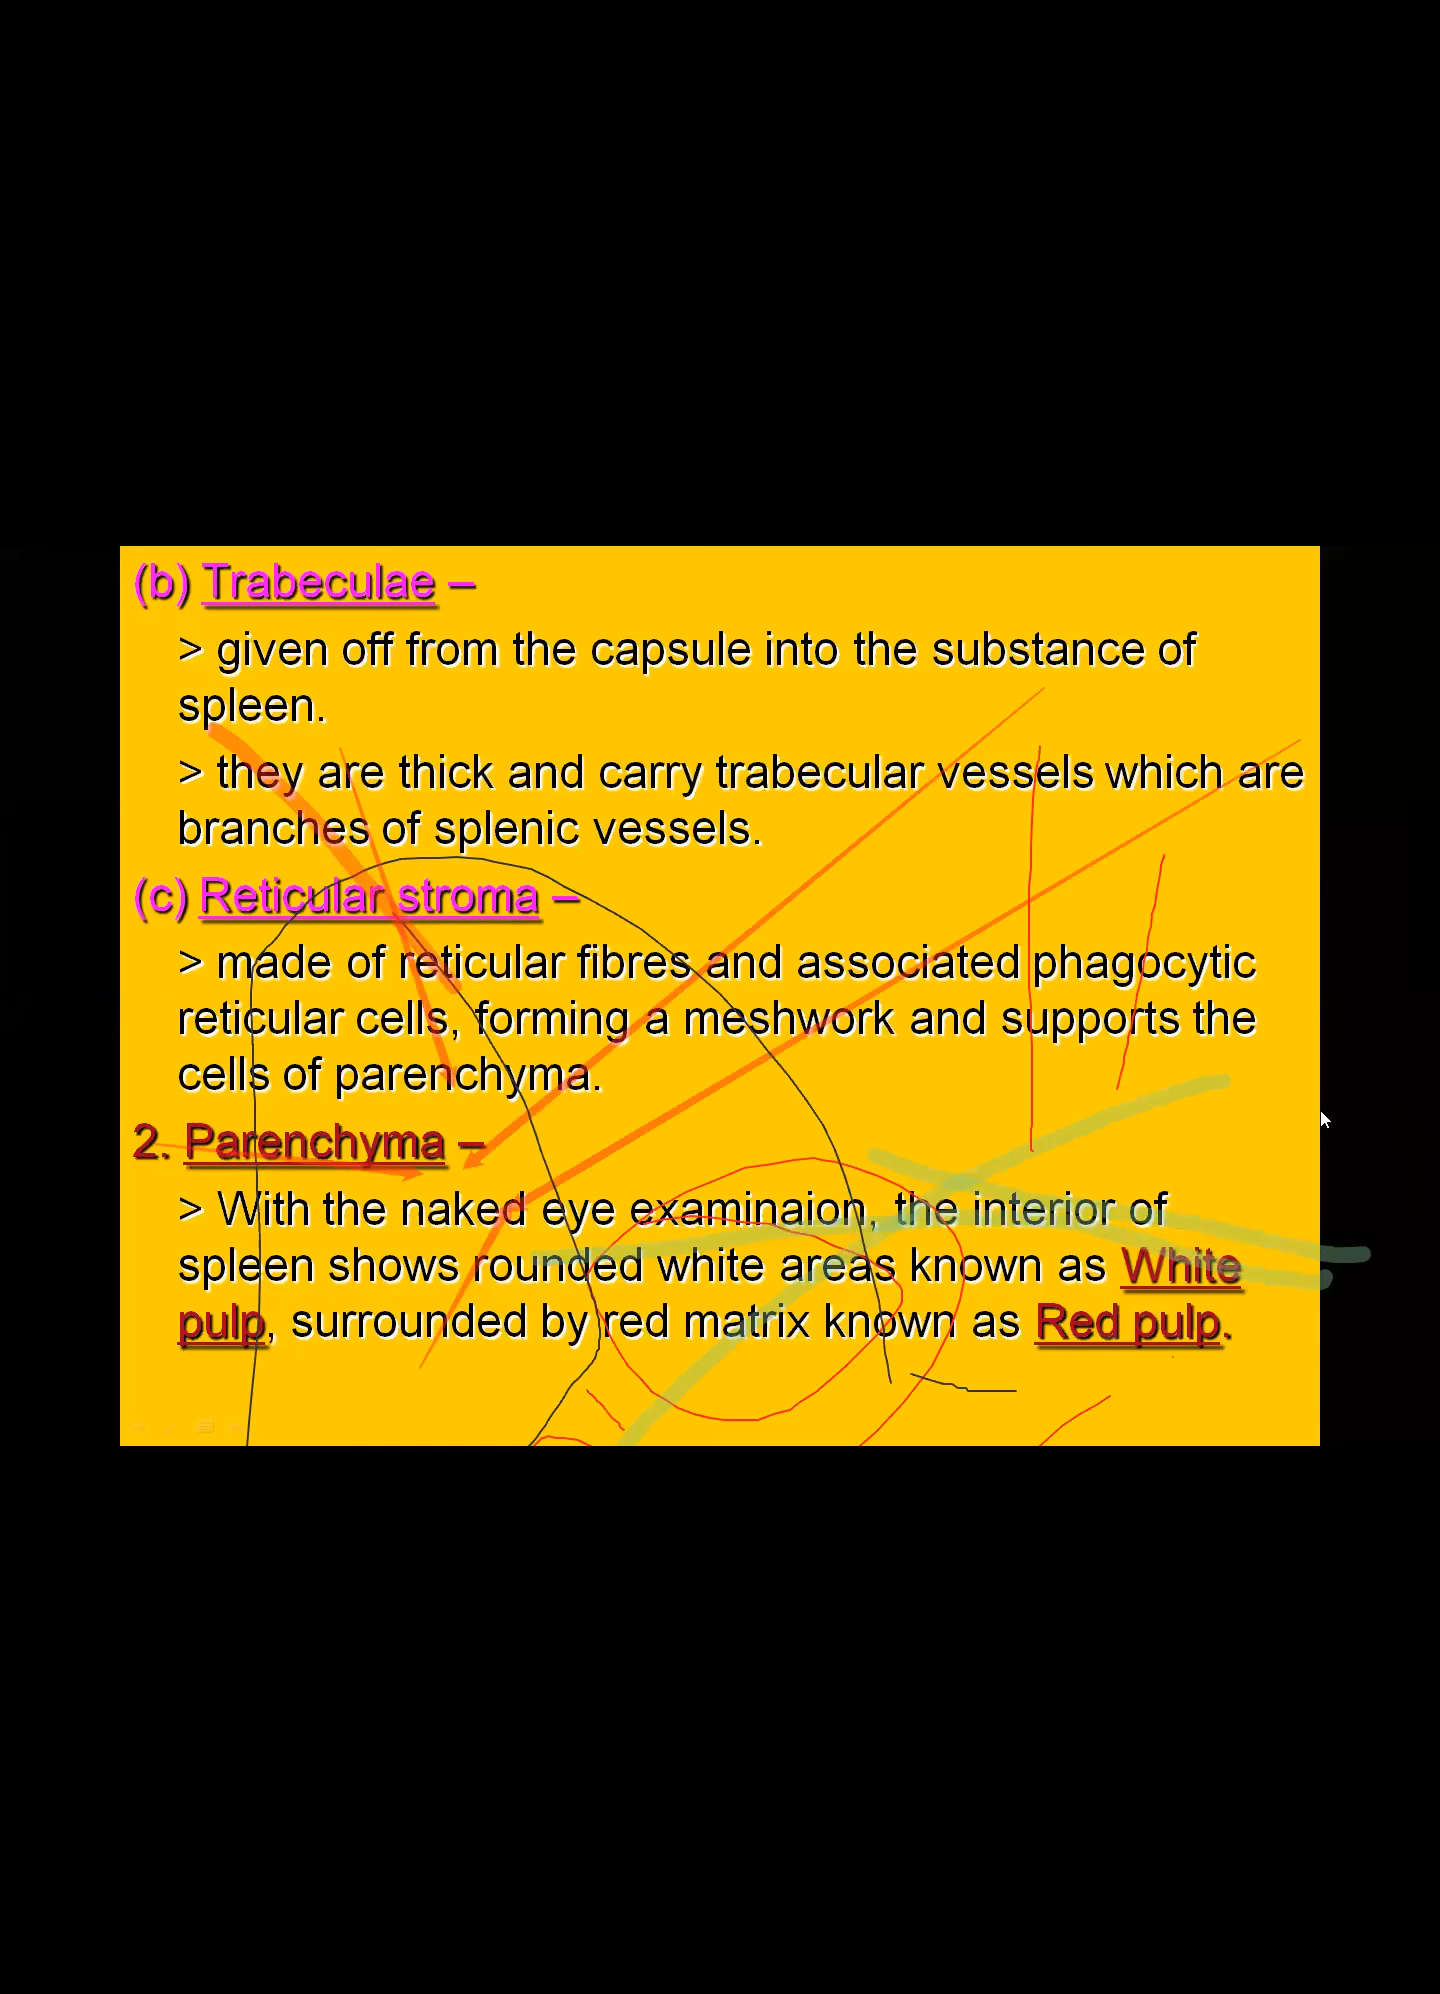 (b) Trabeculae –
> given off from the capsule into the substance of
spleen.
> they are thick and carry trabecular vessels which are
branches of splenic vessels.
(c) Reticular stroma –
> made of reticular fibres and associated phagocytic
reticular cells, forming a meshwork and supports the
cells of parenchyma.
2. Parenchyma –
> With the naked eye examinaion, the interior of
spleen shows rounded white areas known as White
pulp, surrounded by red matrix known as Red pulp.